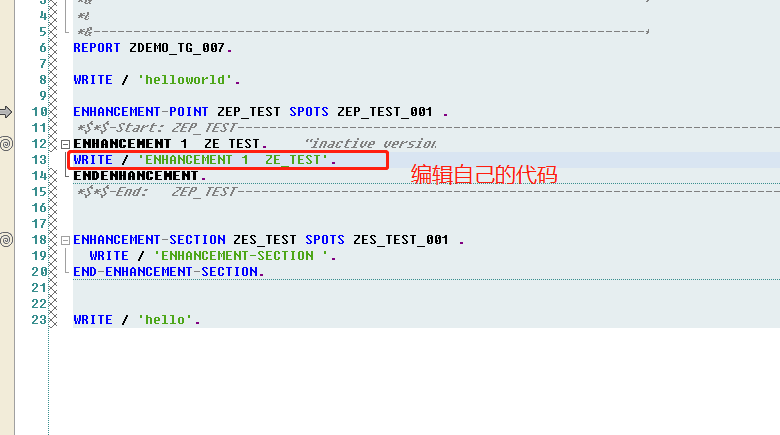 *&
4 *&
5 *&---------------------------------------------------------------------*
6 REPORT ZDEMO_TG_007.
7
8 WRITE / 'helloworld'.
9
10 ENHANCEMENT-POINT ZEP_TEST SPOTS ZEP_TEST_001 .
11 *$*$-Start: ZEP_TEST---------------------------------------------------
12 ENHANCEMENT 1 ZE_TEST. "inactive version
13 WRITE / 'ENHANCEMENT 1 ZE_TEST'.
编辑自己的代码
14 ENDENHANCEMENT.
15 *$*$-End: ZEP_TEST---------------------------------------------------
16
17
18 ENHANCEMENT-SECTION ZES_TEST SPOTS ZES_TEST_001 .
19 WRITE / 'ENHANCEMENT-SECTION '.
20 END-ENHANCEMENT-SECTION.
21
22
23 WRITE / 'hello'.